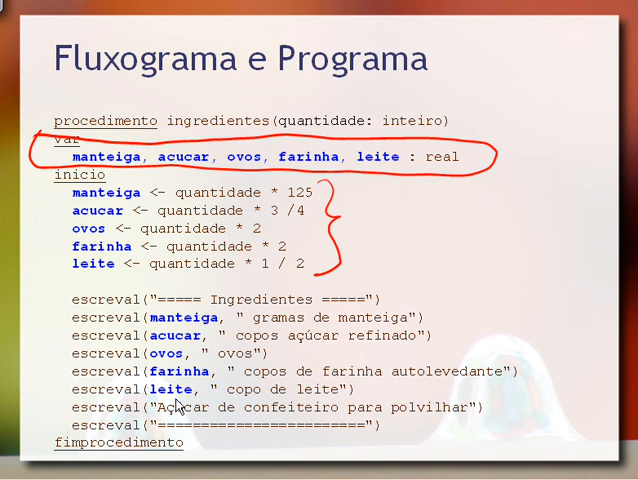 Fluxograma e Programa
procedimento ingredientes(quantidade: inteiro)
var
manteiga, acucar, ovos, farinha, leite : real
inicio
manteiga <- quantidade * 125
acucar <- quantidade * 3 /4
ovos <- quantidade * 2
farinha <- quantidade * 2
leite <- quantidade * 1 / 2
escreval("===== Ingredientes =====")
escreval(manteiga, " gramas de manteiga")
escreval(acucar, " copos açúcar refinado")
escreval(ovos, " ovos")
escreval(farinha, " copos de farinha autolevedante")
escreval(leite, " copo de leite")
escreval("Açúcar de confeiteiro para polvilhar")
escreval("========================")
fimprocedimento